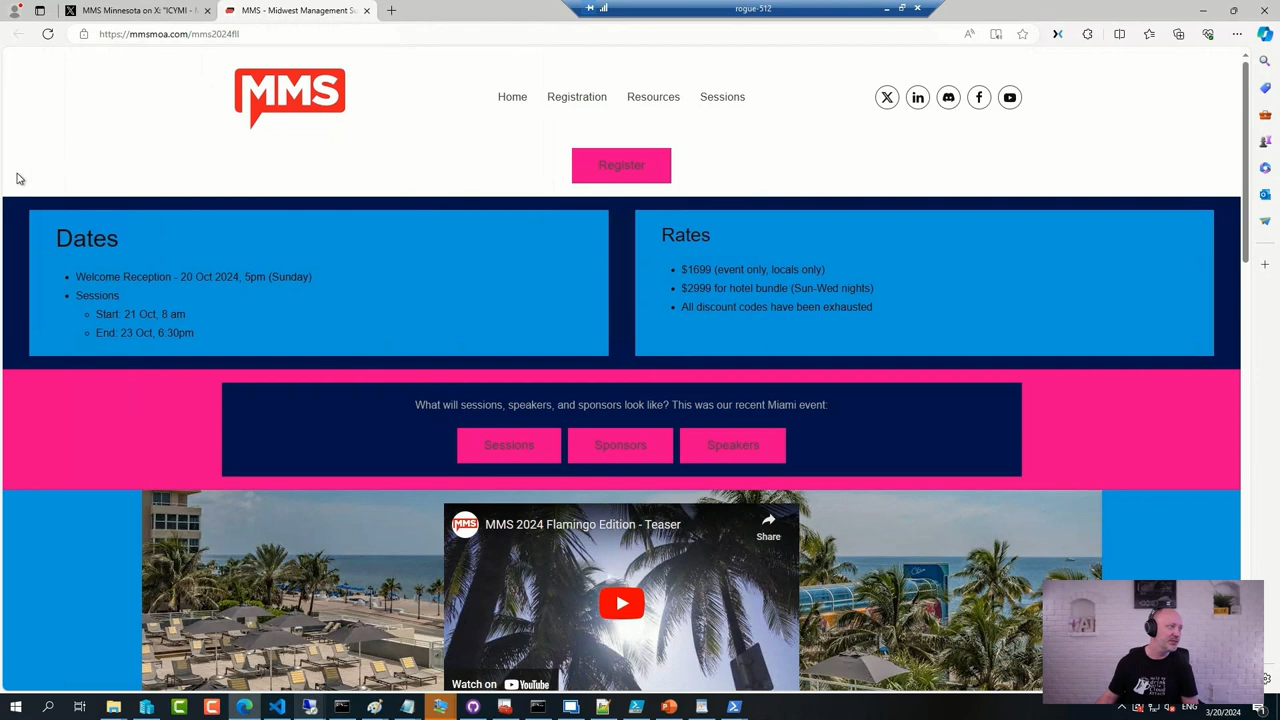 MMS Minnesota on X: "ICYMI -
MMS - Midwest Management Su
rogue-512
https://mmsmoa.com/mms2024fll
MMS
Home
Registration
Resources
Sessions
Register
Dates
Welcome Reception - 20 Oct 2024, 5pm (Sunday)
Sessions
Start: 21 Oct, 8 am
End: 23 Oct, 6:30pm
Rates
$1699 (event only, locals only)
$2999 for hotel bundle (Sun-Wed nights)
All discount codes have been exhausted
What will sessions, speakers, and sponsors look like? This was our recent Miami event:
Sessions
Sponsors
Speakers
MMS
MMS 2024 Flamingo Edition - Teaser
Share
Watch on YouTube
ENG
3/20/2024